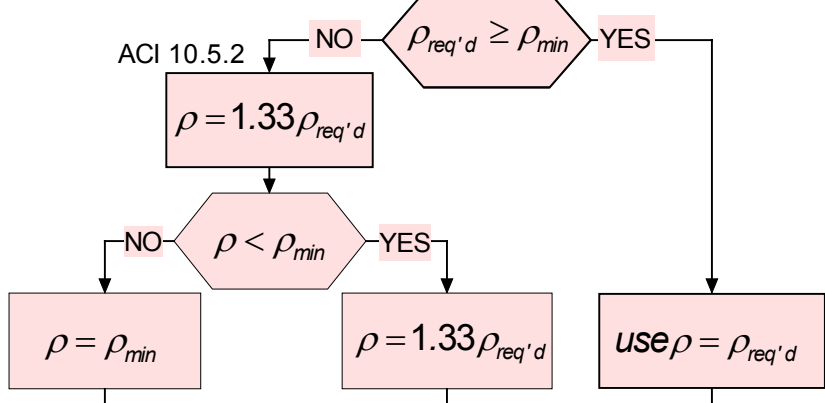 NO
ρreq'd ≥ ρmin
YES
ACI 10.5.2
ρ = 1.33ρreq'd
NO
ρ < ρmin
YES
ρ = ρmin
ρ = 1.33ρreq'd
use ρ = ρreq'd